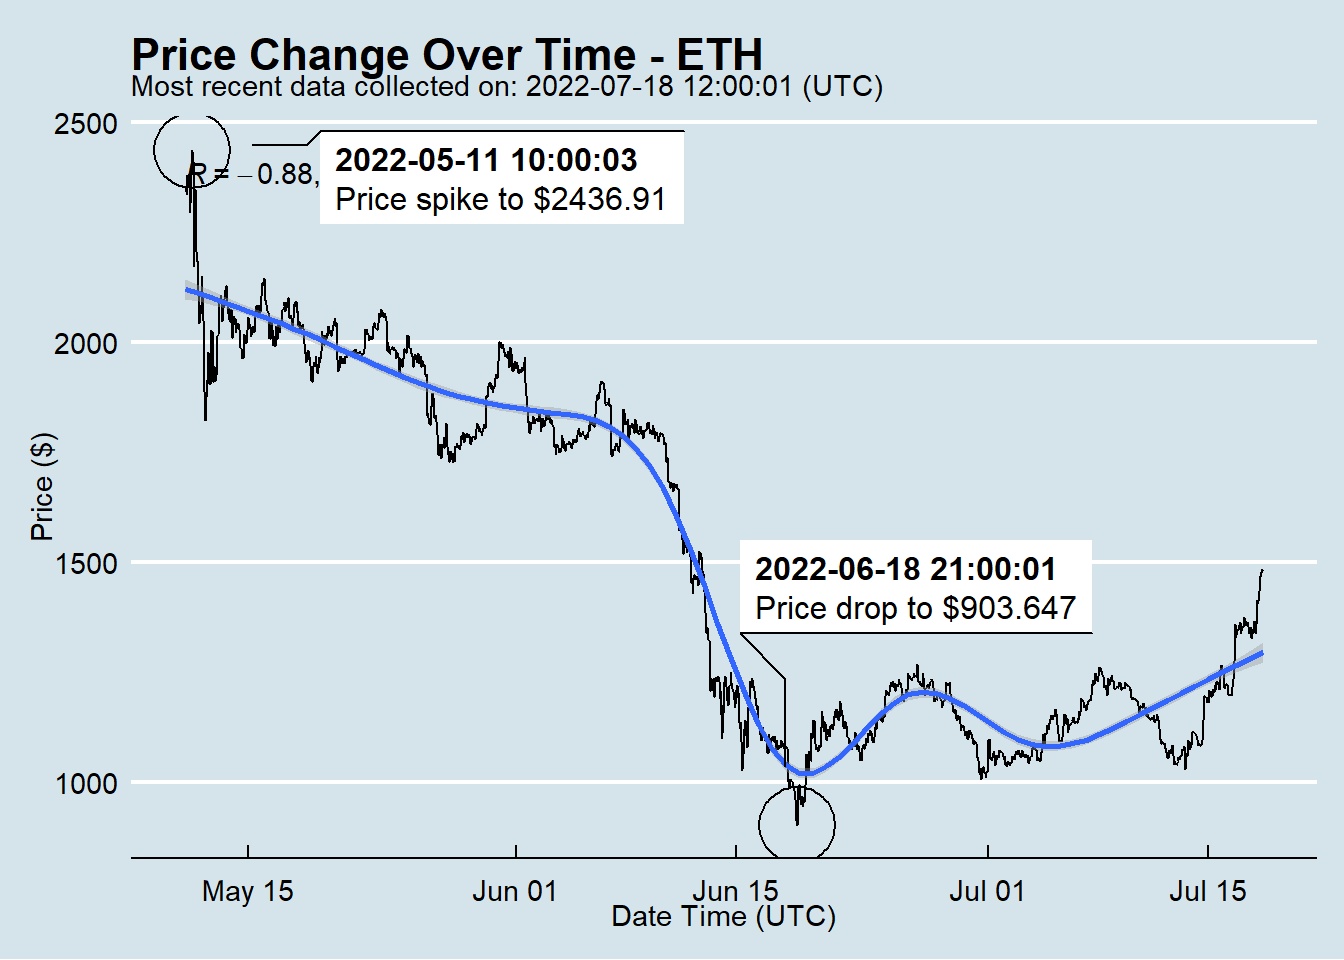 Price Change Over Time - ETH
Most recent data collected on: 2022-07-18 12:00:01 (UTC)
2500
2000
1500
1000
Price ($)
R = −0.88,
2022-05-11 10:00:03
Price spike to $2436.91
2022-06-18 21:00:01
Price drop to $903.647
May 15
Jun 01
Jun 15
Jul 01
Jul 15
Date Time (UTC)